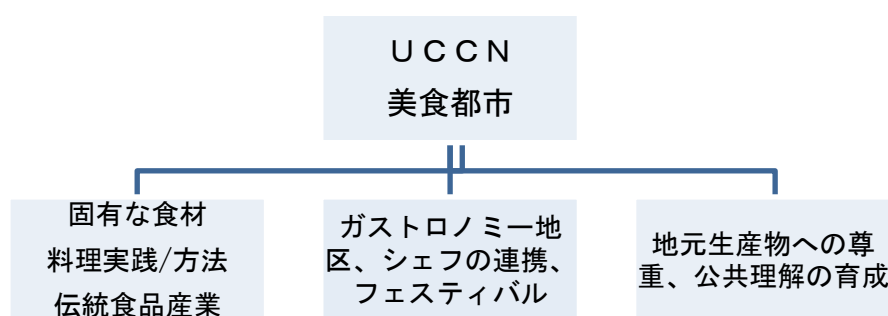 UCCN
美食都市
固有な食材
料理実践/方法
伝統食品産業
ガストロノミー地
区、シェフの連携、
フェスティバル
地元生産物への尊
重、公共理解の育成